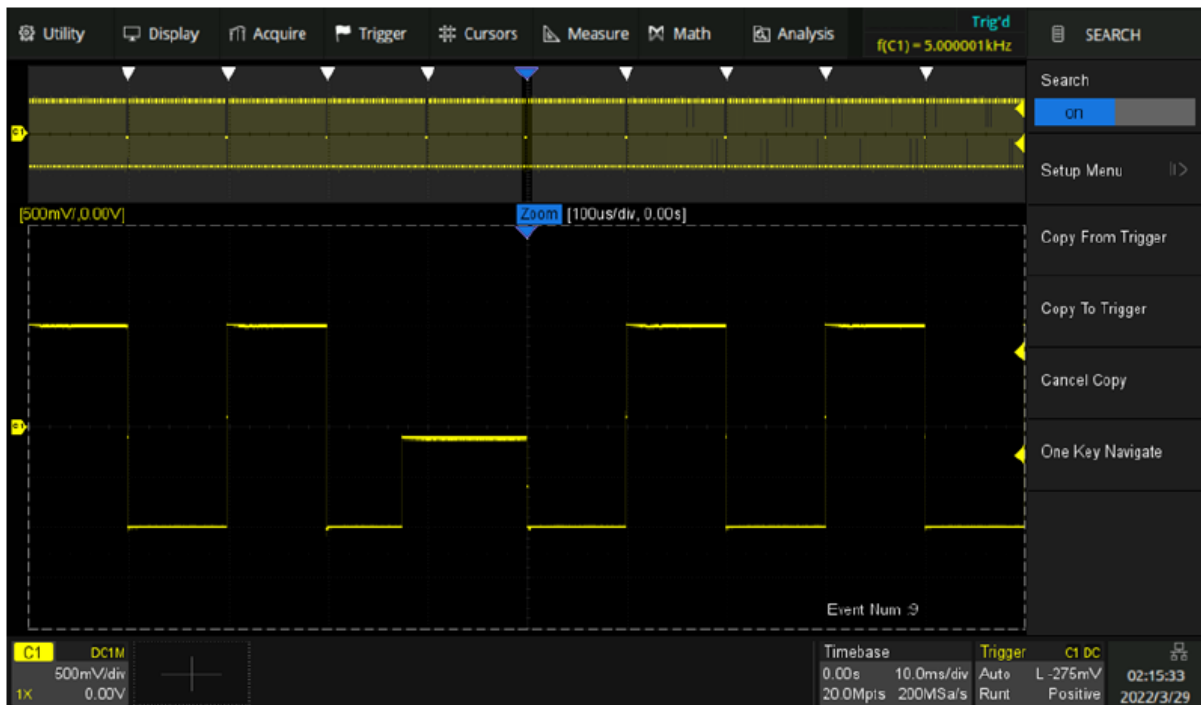 Utility Display Acquire Trigger Cursors Measure Math Analysis
Trig'd
f(C1) = 5.000001kHz
SEARCH
Search
on
Setup Menu
Copy From Trigger
Copy To Trigger
Cancel Copy
One Key Navigate
C1
[500mV/,0.00V]
Zoom [100us/div, 0.00s]
C1
Event Num :9
C1 DC1M
500mV/div
1X 0.00V
Timebase
0.00s 10.0ms/div
20.0Mpts 200MSa/s
Trigger C1 DC
Auto L -275mV
Runt Positive
02:15:33
2022/3/29